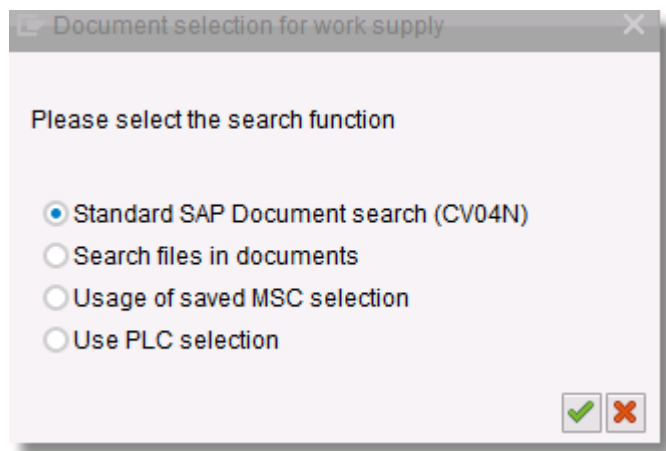 Document selection for work supply
Please select the search function
Standard SAP Document search (CV04N)
Search files in documents
Usage of saved MSC selection
Use PLC selection